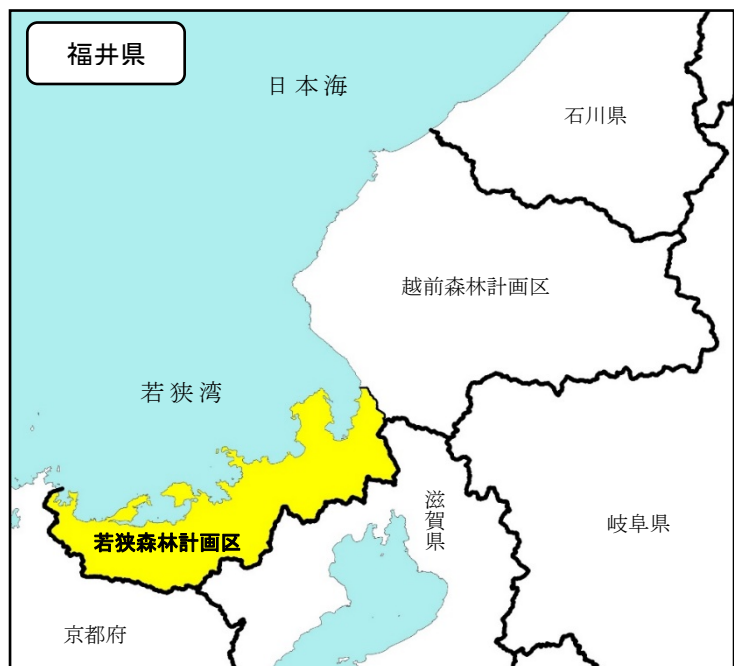 福井県
日本海
石川県
越前森林計画区
若狭湾
滋賀県
岐阜県
若狭森林計画区
京都府